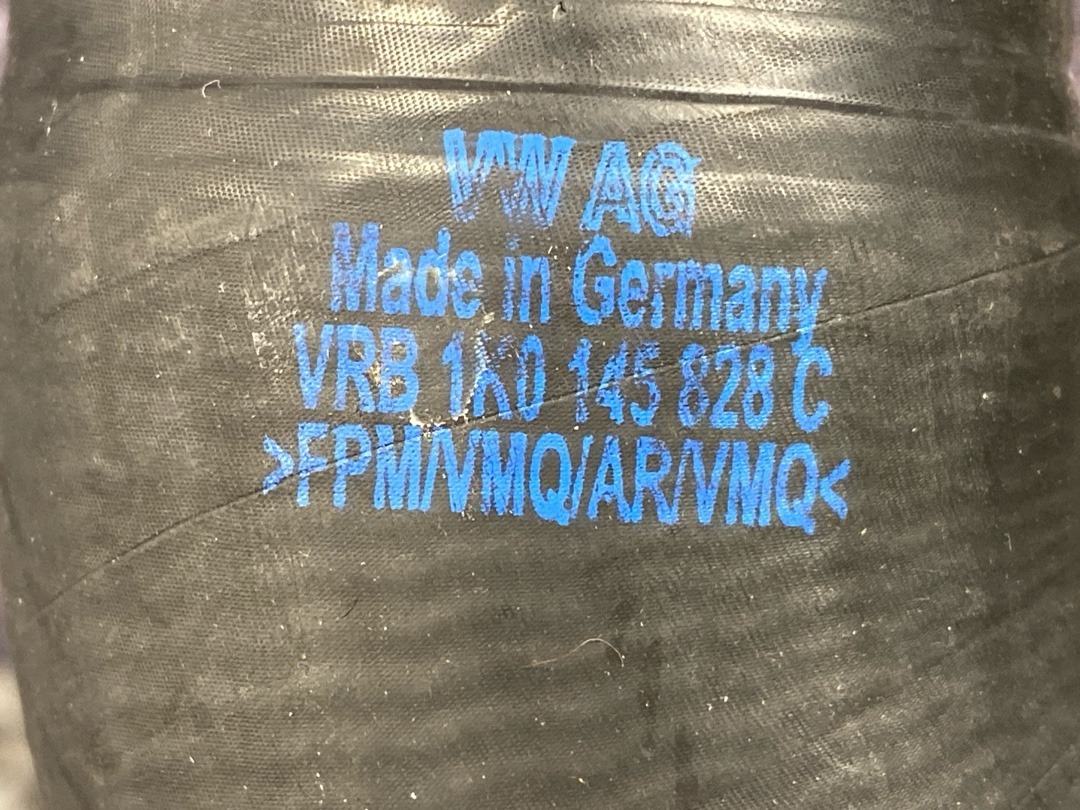 VW AG
Made in Germany
VRB 1K0 145 828 C
>FPM/VMQ/AR/VMQ<